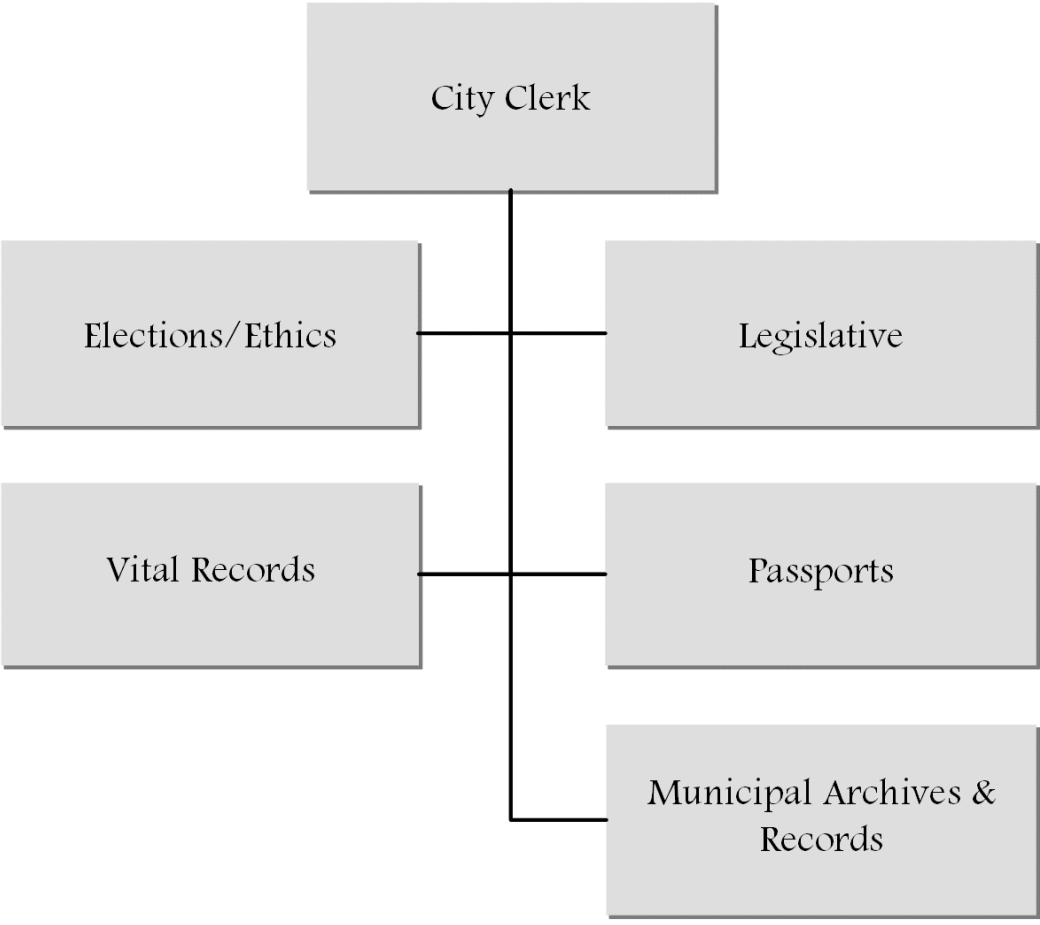 City Clerk
Elections/Ethics
Legislative
Vital Records
Passports
Municipal Archives &
Records